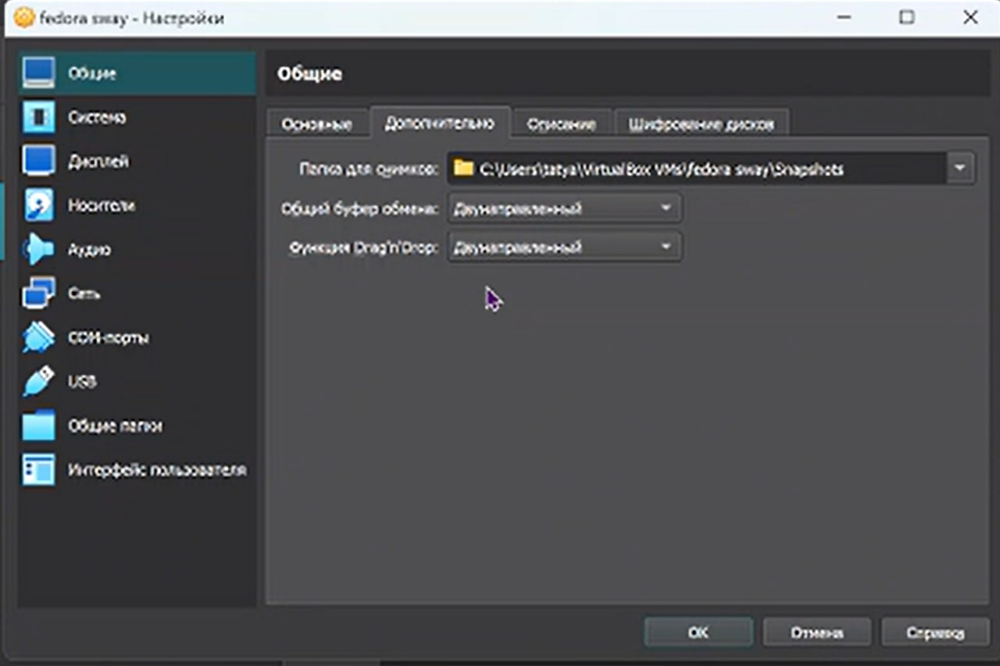 fedora sway - Настройки
Общие
Система
Дисплей
Носители
Аудио
Сеть
COM-порты
USB
Общие папки
Интерфейс пользователя
Общие
Основные Дополнительно Описание Шифрование дисков
Папка для снимков: C:\Users\tatya\VirtualBox VMs\fedora sway\Snapshots
Общий буфер обмена: Двунаправленный
Функция Drag'n'Drop: Двунаправленный
OK Отмена Справка